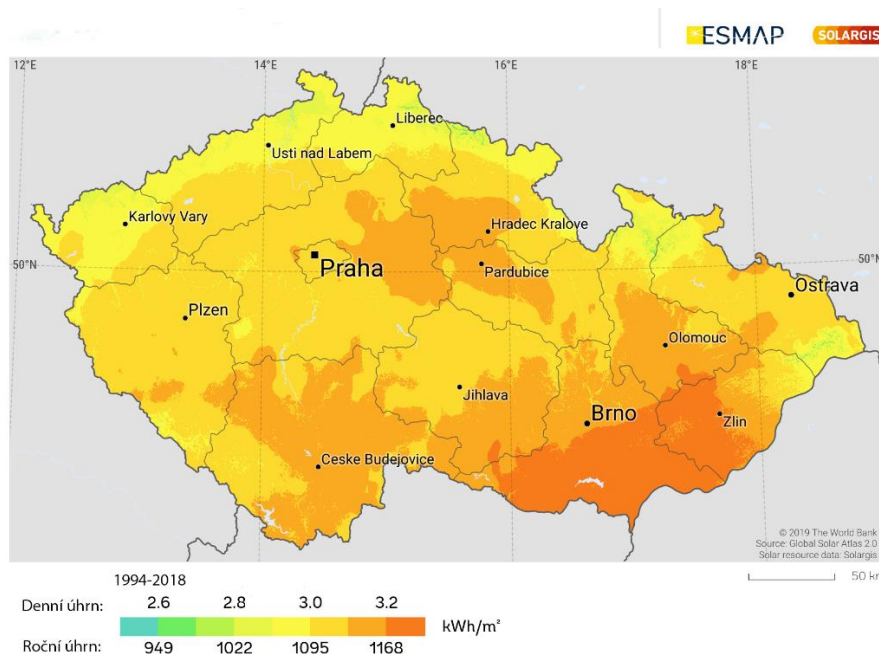 ESMAP SOLARGIS
12°E 14°E 16°E 18°E
Liberec
Usti nad Labem
Karlovy Vary
Hradec Kralove
50°N Praha Pardubice 50°N
Plzen Ostrava
Olomouc
Jihlava Brno Zlin
Ceske Budejovice
© 2019 The World Bank
Source: Global Solar Atlas 2.0
Solar resource data: Solargis
50 km
1994-2018
Denní úhrn: 2.6 2.8 3.0 3.2
kWh/m²
Roční úhrn: 949 1022 1095 1168